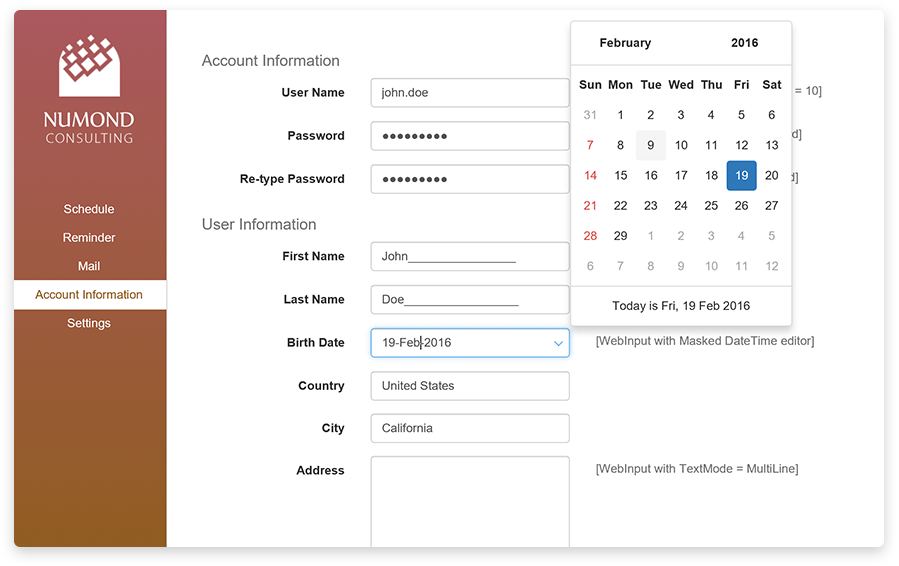 NUMOND
CONSULTING
Schedule
Reminder
Mail
Account Information
Settings
Account Information
User Name john.doe = 10]
Password ●●●●●●●●● d]
Re-type Password ●●●●●●●●● d]
User Information
First Name John________________
Last Name Doe_________________
Birth Date 19-Feb-2016 [WebInput with Masked DateTime editor]
Country United States
City California
Address [WebInput with TextMode = MultiLine]
February 2016
Sun Mon Tue Wed Thu Fri Sat
31 1 2 3 4 5 6
7 8 9 10 11 12 13
14 15 16 17 18 19 20
21 22 23 24 25 26 27
28 29 1 2 3 4 5
6 7 8 9 10 11 12
Today is Fri, 19 Feb 2016